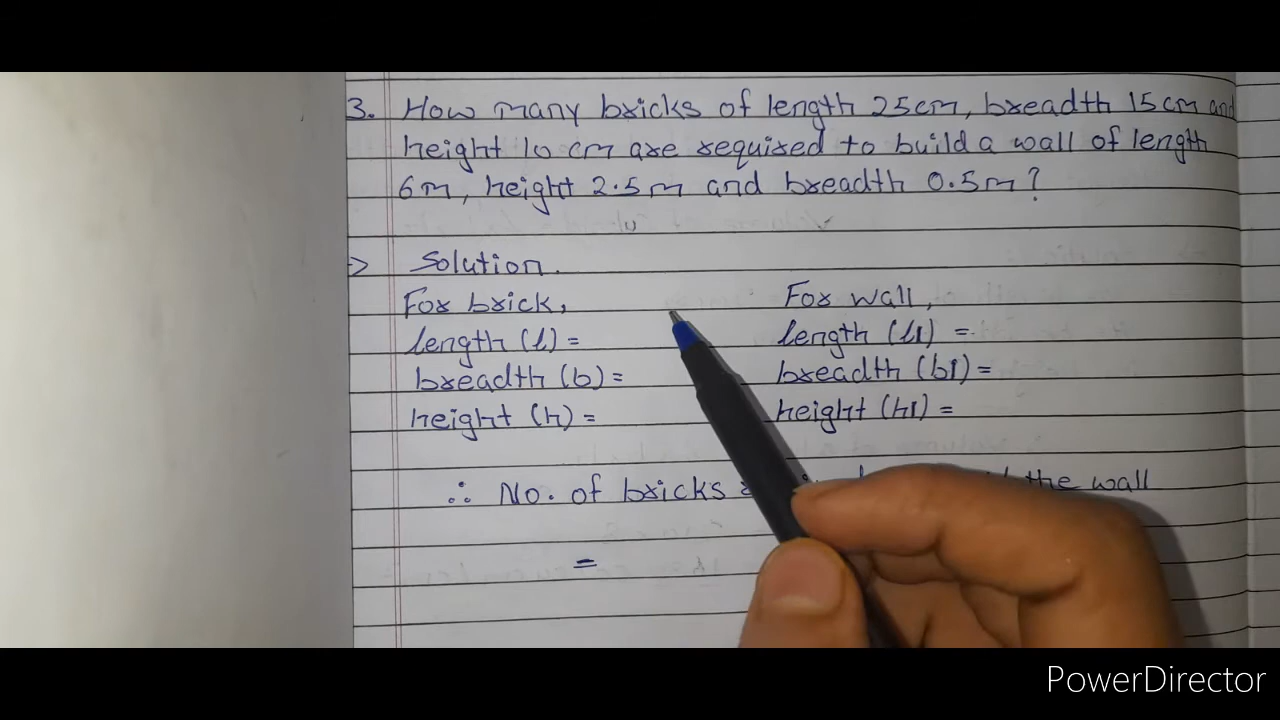 3. How many bricks of length 25cm, breadth 15cm and
height 10 cm are required to build a wall of length
6m, height 2.5m and breadth 0.5m?
=> Solution.
For brick,
For wall,
length (l) =
length (l1) =
breadth (b) =
breadth (b1) =
height (h) =
height (h1) =
∴ No. of bricks the wall
=
PowerDirector